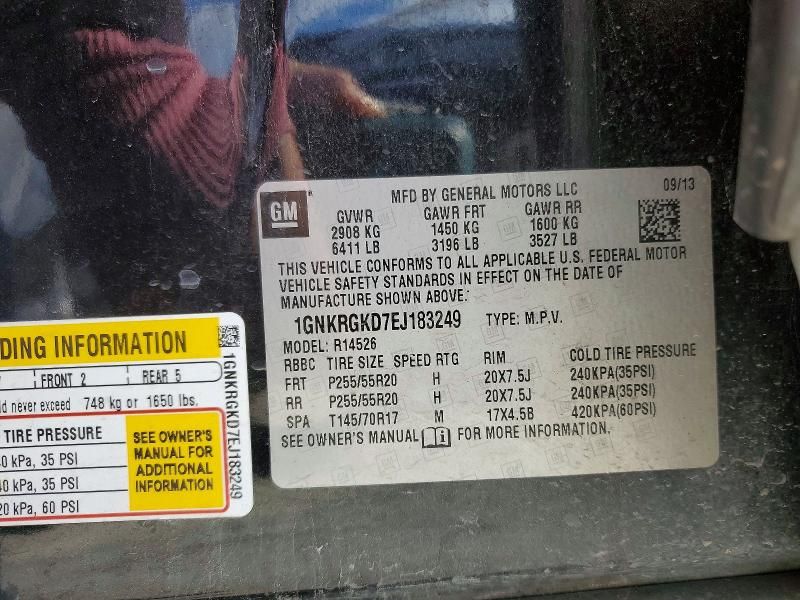 GM
MFD BY GENERAL MOTORS LLC 09/13
GVWR GAWR FRT GAWR RR
2908 KG 1450 KG 1600 KG
6411 LB 3196 LB 3527 LB
THIS VEHICLE CONFORMS TO ALL APPLICABLE U.S. FEDERAL MOTOR
VEHICLE SAFETY STANDARDS IN EFFECT ON THE DATE OF
MANUFACTURE SHOWN ABOVE.
1GNKRGKD7EJ183249 TYPE: M.P.V.
MODEL: R14526
RBBC TIRE SIZE SPEED RTG RIM COLD TIRE PRESSURE
FRT P255/55R20 H 20X7.5J 240KPA(35PSI)
RR P255/55R20 H 20X7.5J 240KPA(35PSI)
SPA T145/70R17 M 17X4.5B 420KPA(60PSI)
SEE OWNER'S MANUAL i FOR MORE INFORMATION.
DING INFORMATION
FRONT 2 REAR 5
ld never exceed 748 kg or 1650 lbs.
TIRE PRESSURE
40 kPa, 35 PSI
40 kPa, 35 PSI
20 kPa, 60 PSI
SEE OWNER'S
MANUAL FOR
ADDITIONAL
INFORMATION
1GNKRGKD7EJ183249